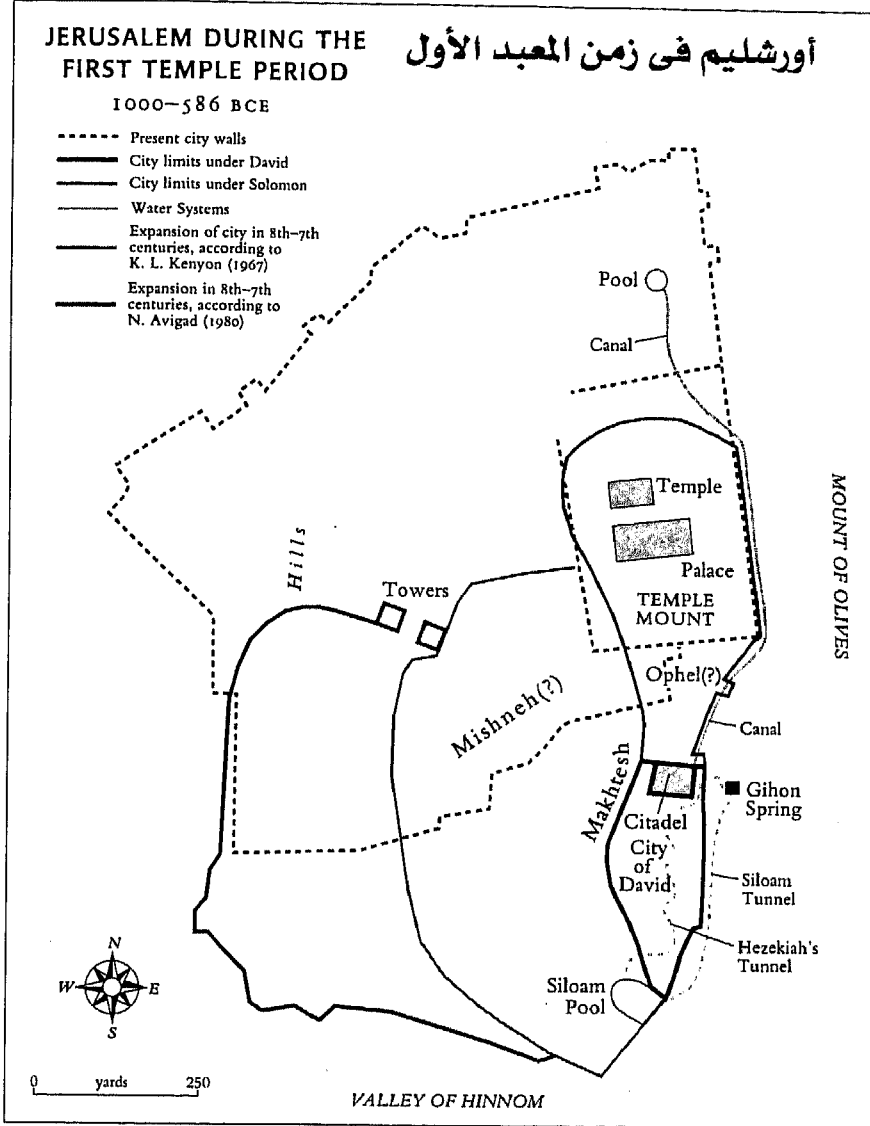 JERUSALEM DURING THE
FIRST TEMPLE PERIOD
1000–586 BCE
أورشليم فى زمن المعبد الأول
Present city walls
City limits under David
City limits under Solomon
Water Systems
Expansion of city in 8th–7th
centuries, according to
K. L. Kenyon (1967)
Expansion in 8th–7th
centuries, according to
N. Avigad (1980)
Pool
Canal
Temple
Palace
TEMPLE
MOUNT
MOUNT OF OLIVES
Hills
Towers
Ophel(?)
Mishneh(?)
Canal
Makhtesh
Gihon
Spring
Citadel
City
of
David
Siloam
Tunnel
Hezekiah's
Tunnel
Siloam
Pool
N
W E
S
0 yards 250
VALLEY OF HINNOM